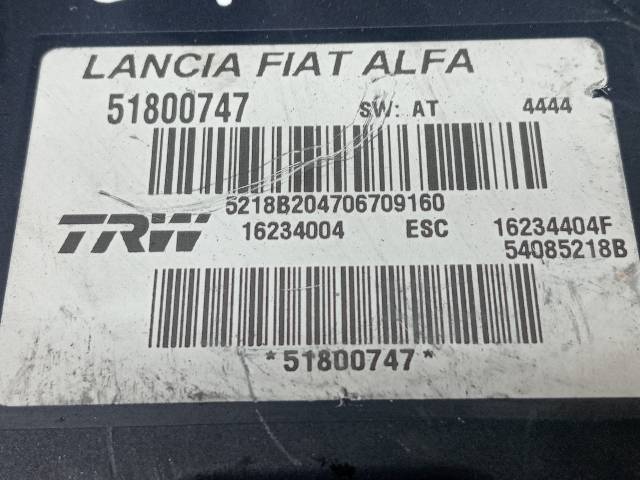 LANCIA FIAT ALFA
51800747 SW: AT 4444
5218B204706709160
TRW 16234004 ESC 16234404F
54085218B
*51800747*